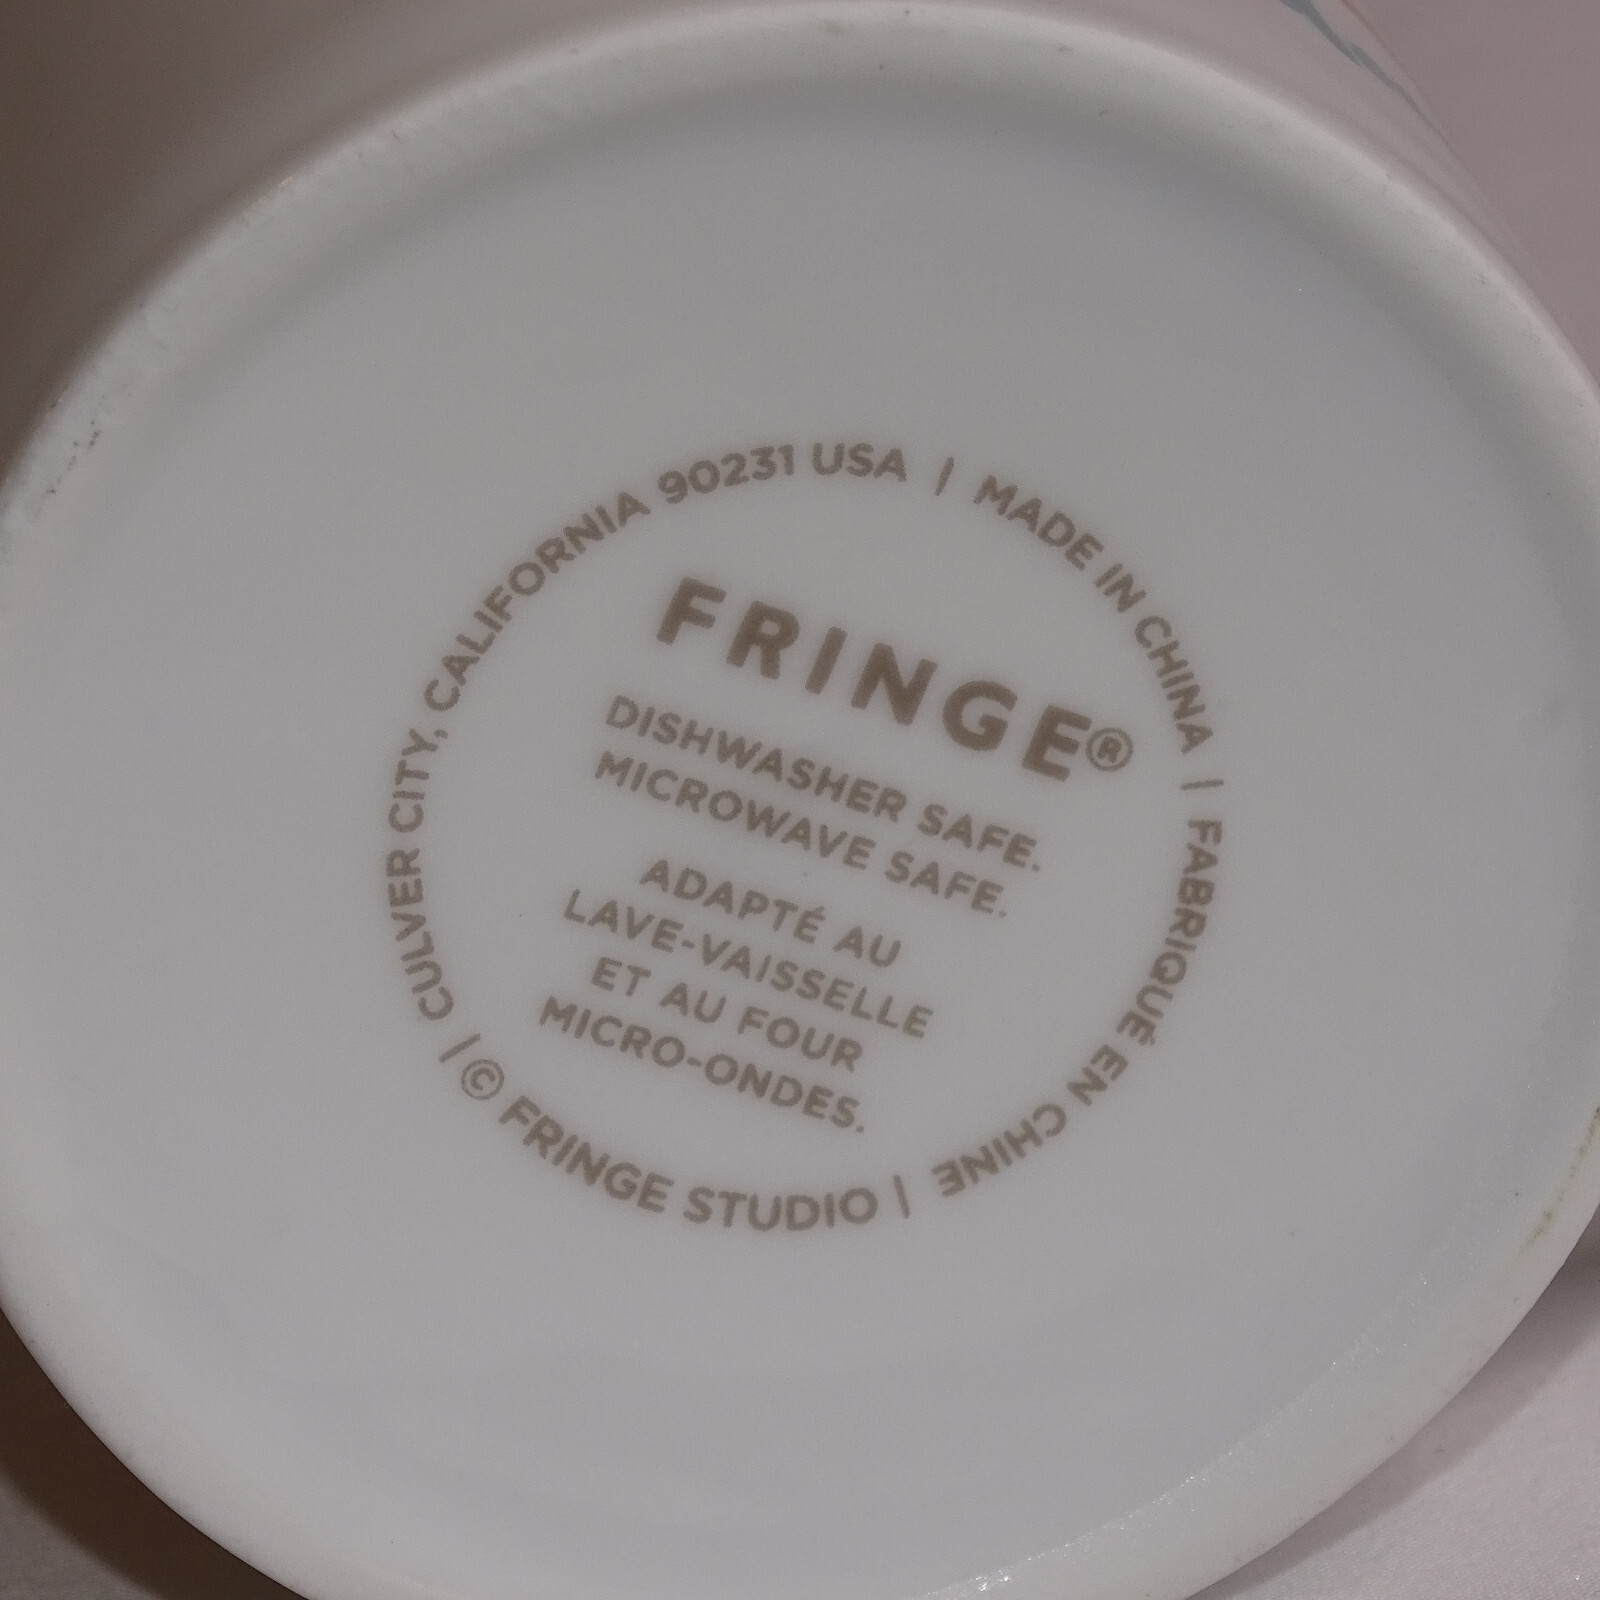 FRINGE®
DISHWASHER SAFE.
MICROWAVE SAFE.
ADAPTÉ AU
LAVE-VAISSELLE
ET AU FOUR
MICRO-ONDES.
© FRINGE STUDIO | CULVER CITY, CALIFORNIA 90231 USA | MADE IN CHINA | FABRIQUÉ EN CHINE |